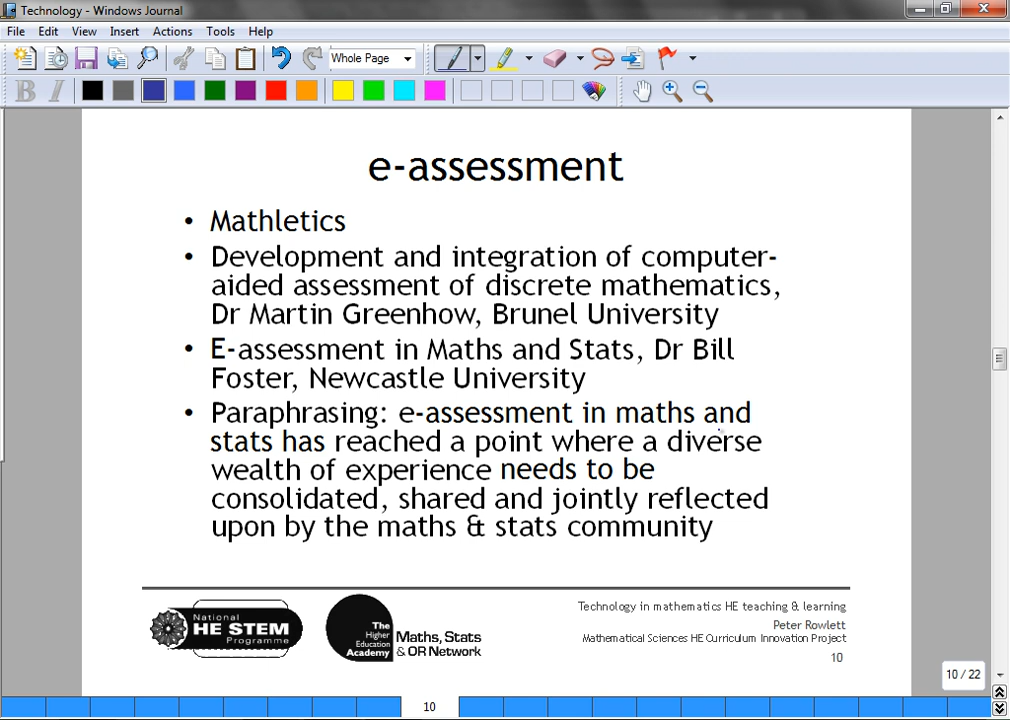 Technology - Windows Journal
File Edit View Insert Actions Tools Help
Whole Page
B I
e-assessment
• Mathletics
• Development and integration of computer-
aided assessment of discrete mathematics,
Dr Martin Greenhow, Brunel University
• E-assessment in Maths and Stats, Dr Bill
Foster, Newcastle University
• Paraphrasing: e-assessment in maths and
stats has reached a point where a diverse
wealth of experience needs to be
consolidated, shared and jointly reflected
upon by the maths & stats community
National
HE STEM
Programme
The
Higher
Education
Academy
Maths, Stats
& OR Network
Technology in mathematics HE teaching & learning
Peter Rowlett
Mathematical Sciences HE Curriculum Innovation Project
10
10 / 22
10